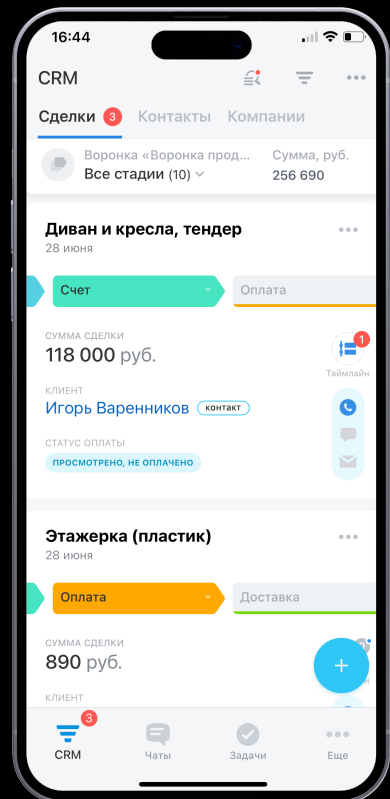 16:44
CRM
Сделки 3 Контакты Компании
Воронка «Воронка прод... Сумма, руб.
Все стадии (10) 256 690
Диван и кресла, тендер
28 июня
Счет Оплата
СУММА СДЕЛКИ
118 000 руб.
1
Таймлайн
КЛИЕНТ
Игорь Варенников контакт
СТАТУС ОПЛАТЫ
ПРОСМОТРЕНО, НЕ ОПЛАЧЕНО
Этажерка (пластик)
28 июня
Оплата Доставка
СУММА СДЕЛКИ
890 руб.
КЛИЕНТ
3
CRM Чаты Задачи Еще